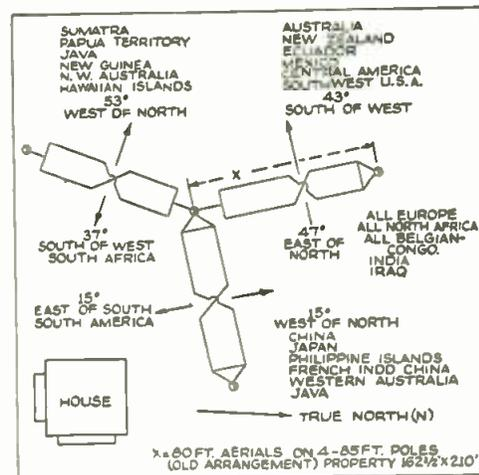 SUMATRA
PAPUA TERRITORY
JAVA
NEW GUINEA
N.W. AUSTRALIA
HAWAIIAN ISLANDS
53°
WEST OF NORTH
AUSTRALIA
NEW ZEALAND
ECUADOR
MEXICO
CENTRAL AMERICA
SOUTHWEST U.S.A.
43°
SOUTH OF WEST
X
37°
SOUTH OF WEST
SOUTH AFRICA
47°
EAST OF
NORTH
ALL EUROPE
ALL NORTH AFRICA
ALL BELGIAN-
CONGO.
INDIA
IRAQ
15°
EAST OF SOUTH
SOUTH AMERICA
15°
WEST OF NORTH
CHINA
JAPAN
PHILIPPINE ISLANDS
FRENCH INDO CHINA
WESTERN AUSTRALIA
JAVA
HOUSE
TRUE NORTH (N)
X=80 FT. AERIALS ON 4-85 FT. POLES
(OLD ARRANGEMENT) PROPERTY 162½'X210'